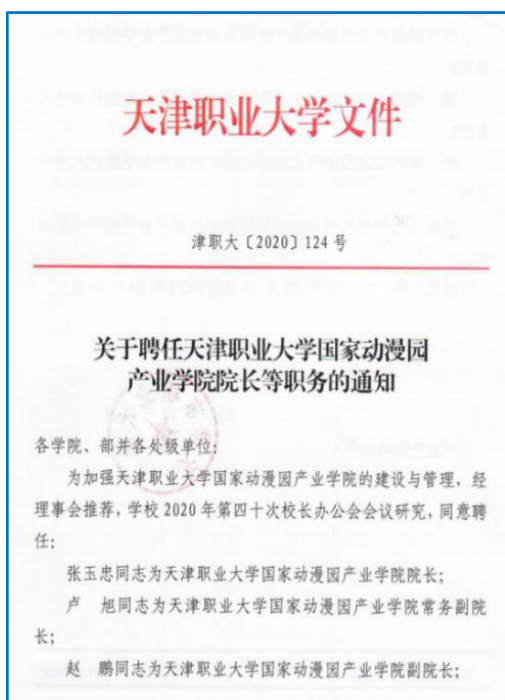 天津职业大学文件
津职大〔2020〕124号
关于聘任天津职业大学国家动漫园
产业学院院长等职务的通知
各学院、部并各处级单位:
为加强天津职业大学国家动漫园产业学院的建设与管理,经
理事会推荐,学校2020年第四十次校长办公会会议研究,同意聘
任:
张玉忠同志为天津职业大学国家动漫园产业学院院长;
卢 旭同志为天津职业大学国家动漫园产业学院常务副院
长;
赵 鹏同志为天津职业大学国家动漫园产业学院副院长;